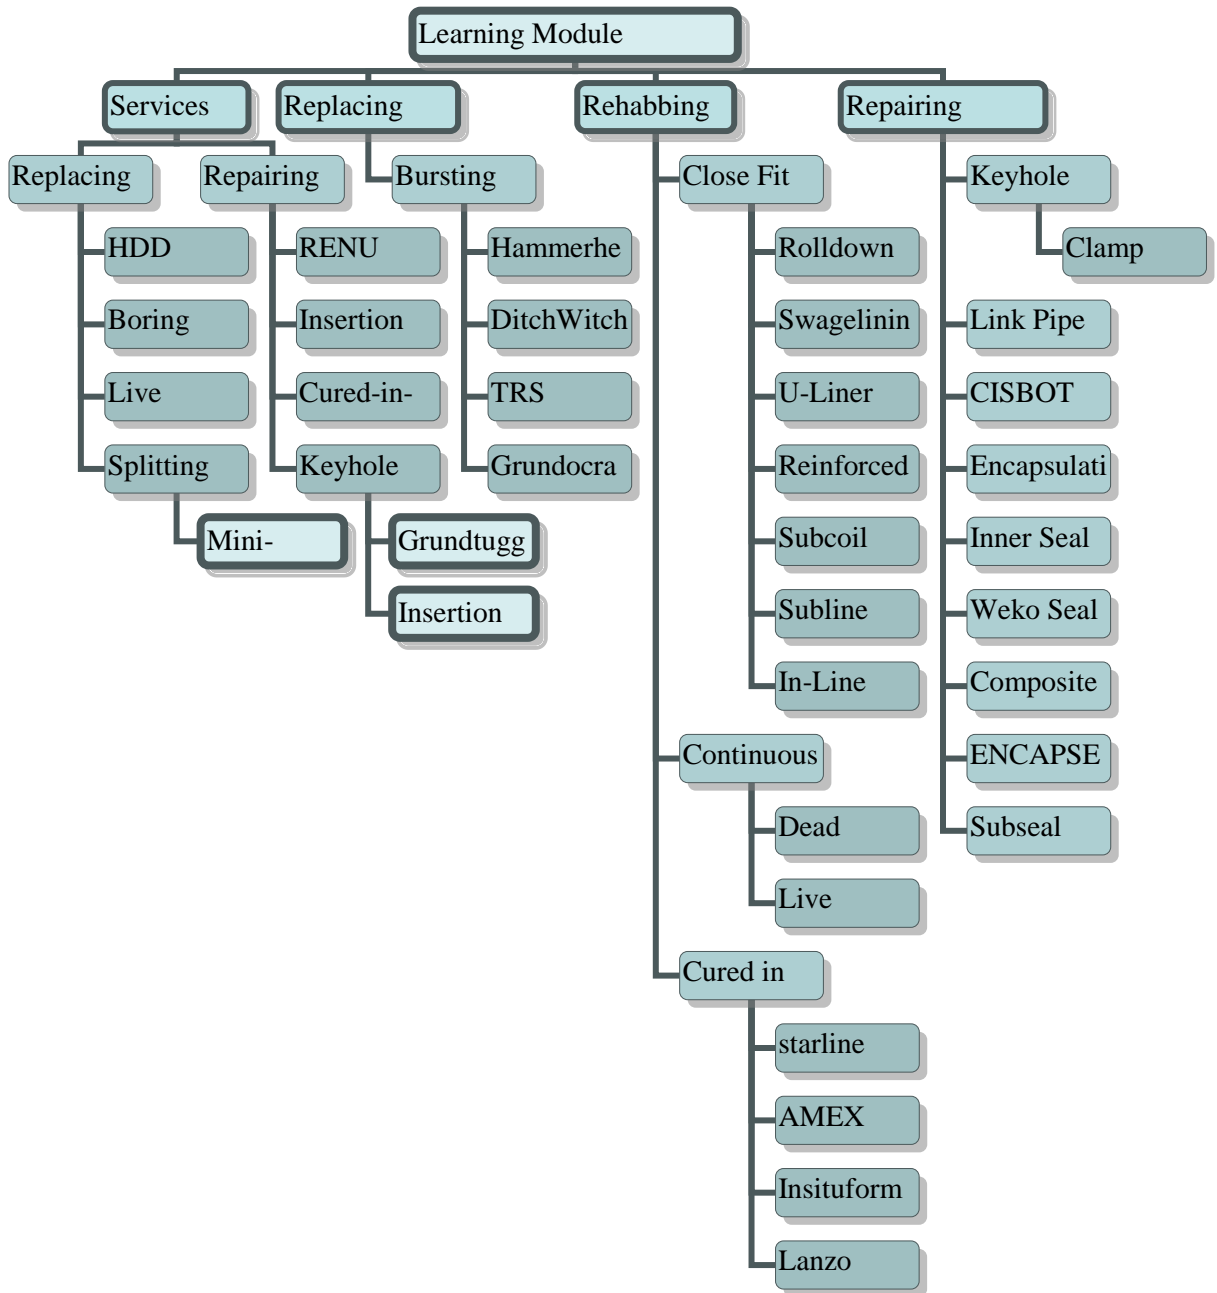 Learning Module
Services
Replacing
Rehabbing
Repairing
Replacing
Repairing
Bursting
Close Fit
Keyhole
HDD
RENU
Hammerhe
Rolldown
Clamp
Boring
Insertion
DitchWitch
Swagelinin
Link Pipe
Live
Cured-in-
TRS
U-Liner
CISBOT
Splitting
Keyhole
Grundocra
Reinforced
Encapsulati
Mini-
Grundtugg
Subcoil
Inner Seal
Insertion
Subline
Weko Seal
In-Line
Composite
Continuous
ENCAPSE
Dead
Subseal
Live
Cured in
starline
AMEX
Insituform
Lanzo